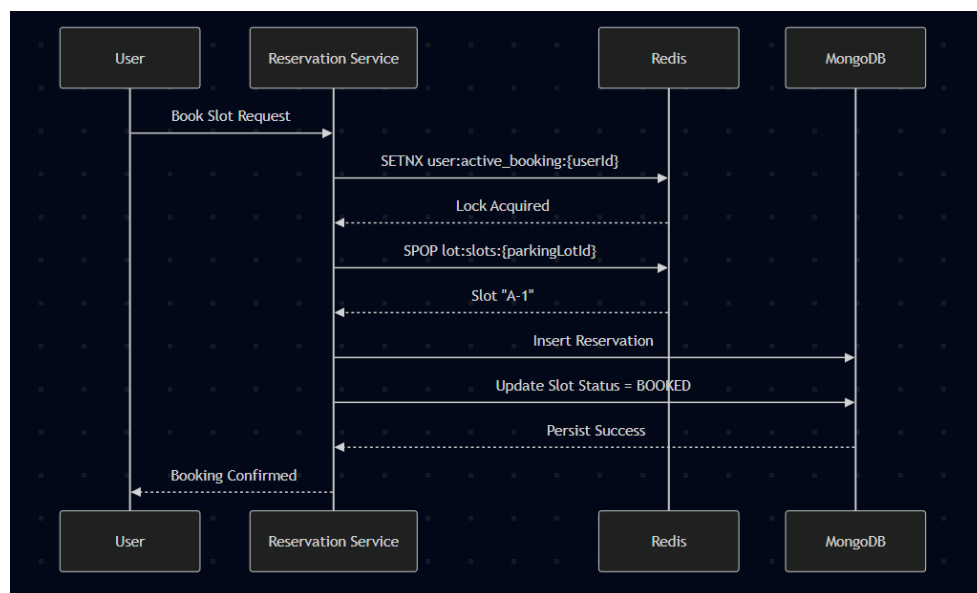 User
Reservation Service
Redis
MongoDB
Book Slot Request
SETNX user:active_booking:{userId}
Lock Acquired
SPOP lot:slots:{parkingLotId}
Slot "A-1"
Insert Reservation
Update Slot Status = BOOKED
Persist Success
Booking Confirmed
User
Reservation Service
Redis
MongoDB